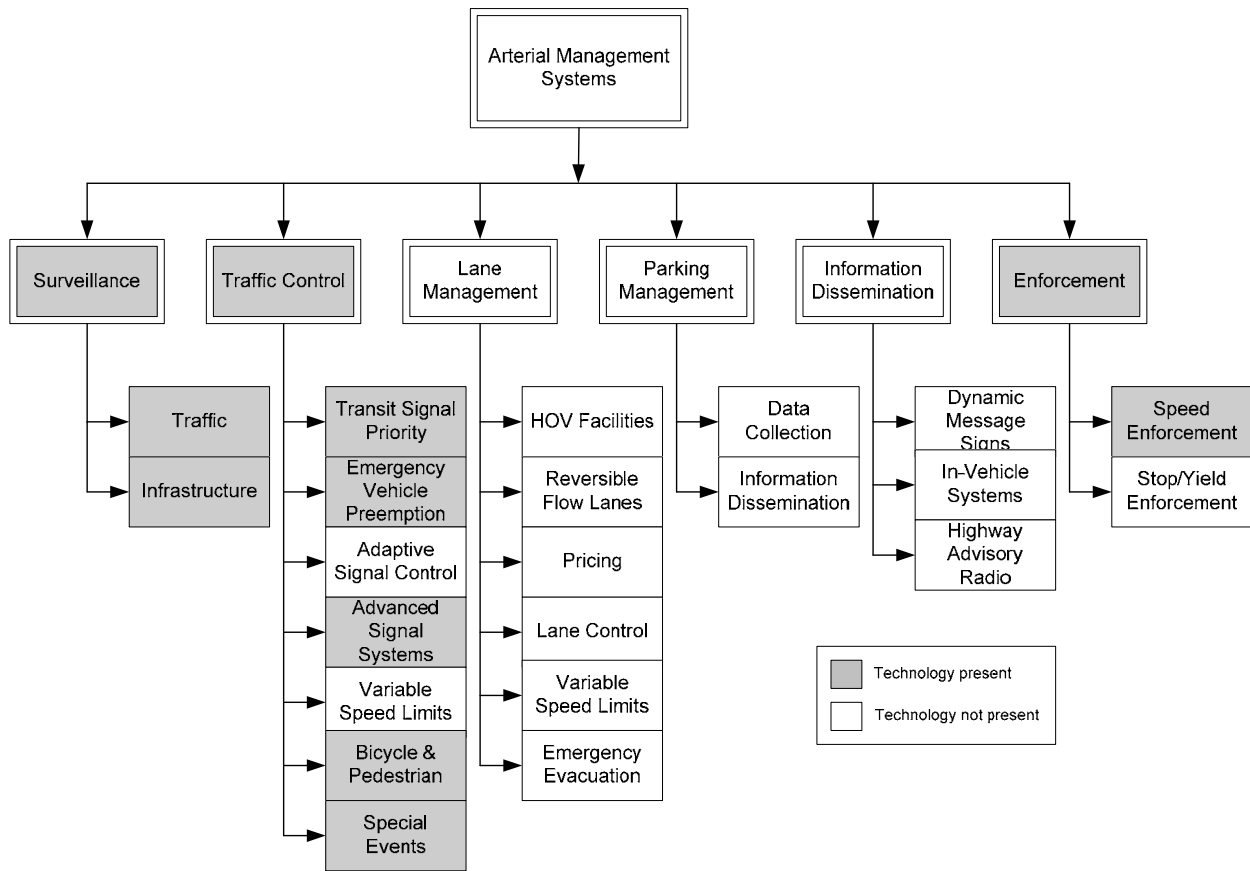 Arterial Management
Systems
Surveillance
Traffic Control
Lane
Management
Parking
Management
Information
Dissemination
Enforcement
Traffic
Infrastructure
Transit Signal
Priority
Emergency
Vehicle
Preemption
Adaptive
Signal Control
Advanced
Signal
Systems
Variable
Speed Limits
Bicycle &
Pedestrian
Special
Events
HOV Facilities
Reversible
Flow Lanes
Pricing
Lane Control
Variable
Speed Limits
Emergency
Evacuation
Data
Collection
Information
Dissemination
Dynamic
Message
Signs
In-Vehicle
Systems
Highway
Advisory
Radio
Speed
Enforcement
Stop/Yield
Enforcement
Technology present
Technology not present